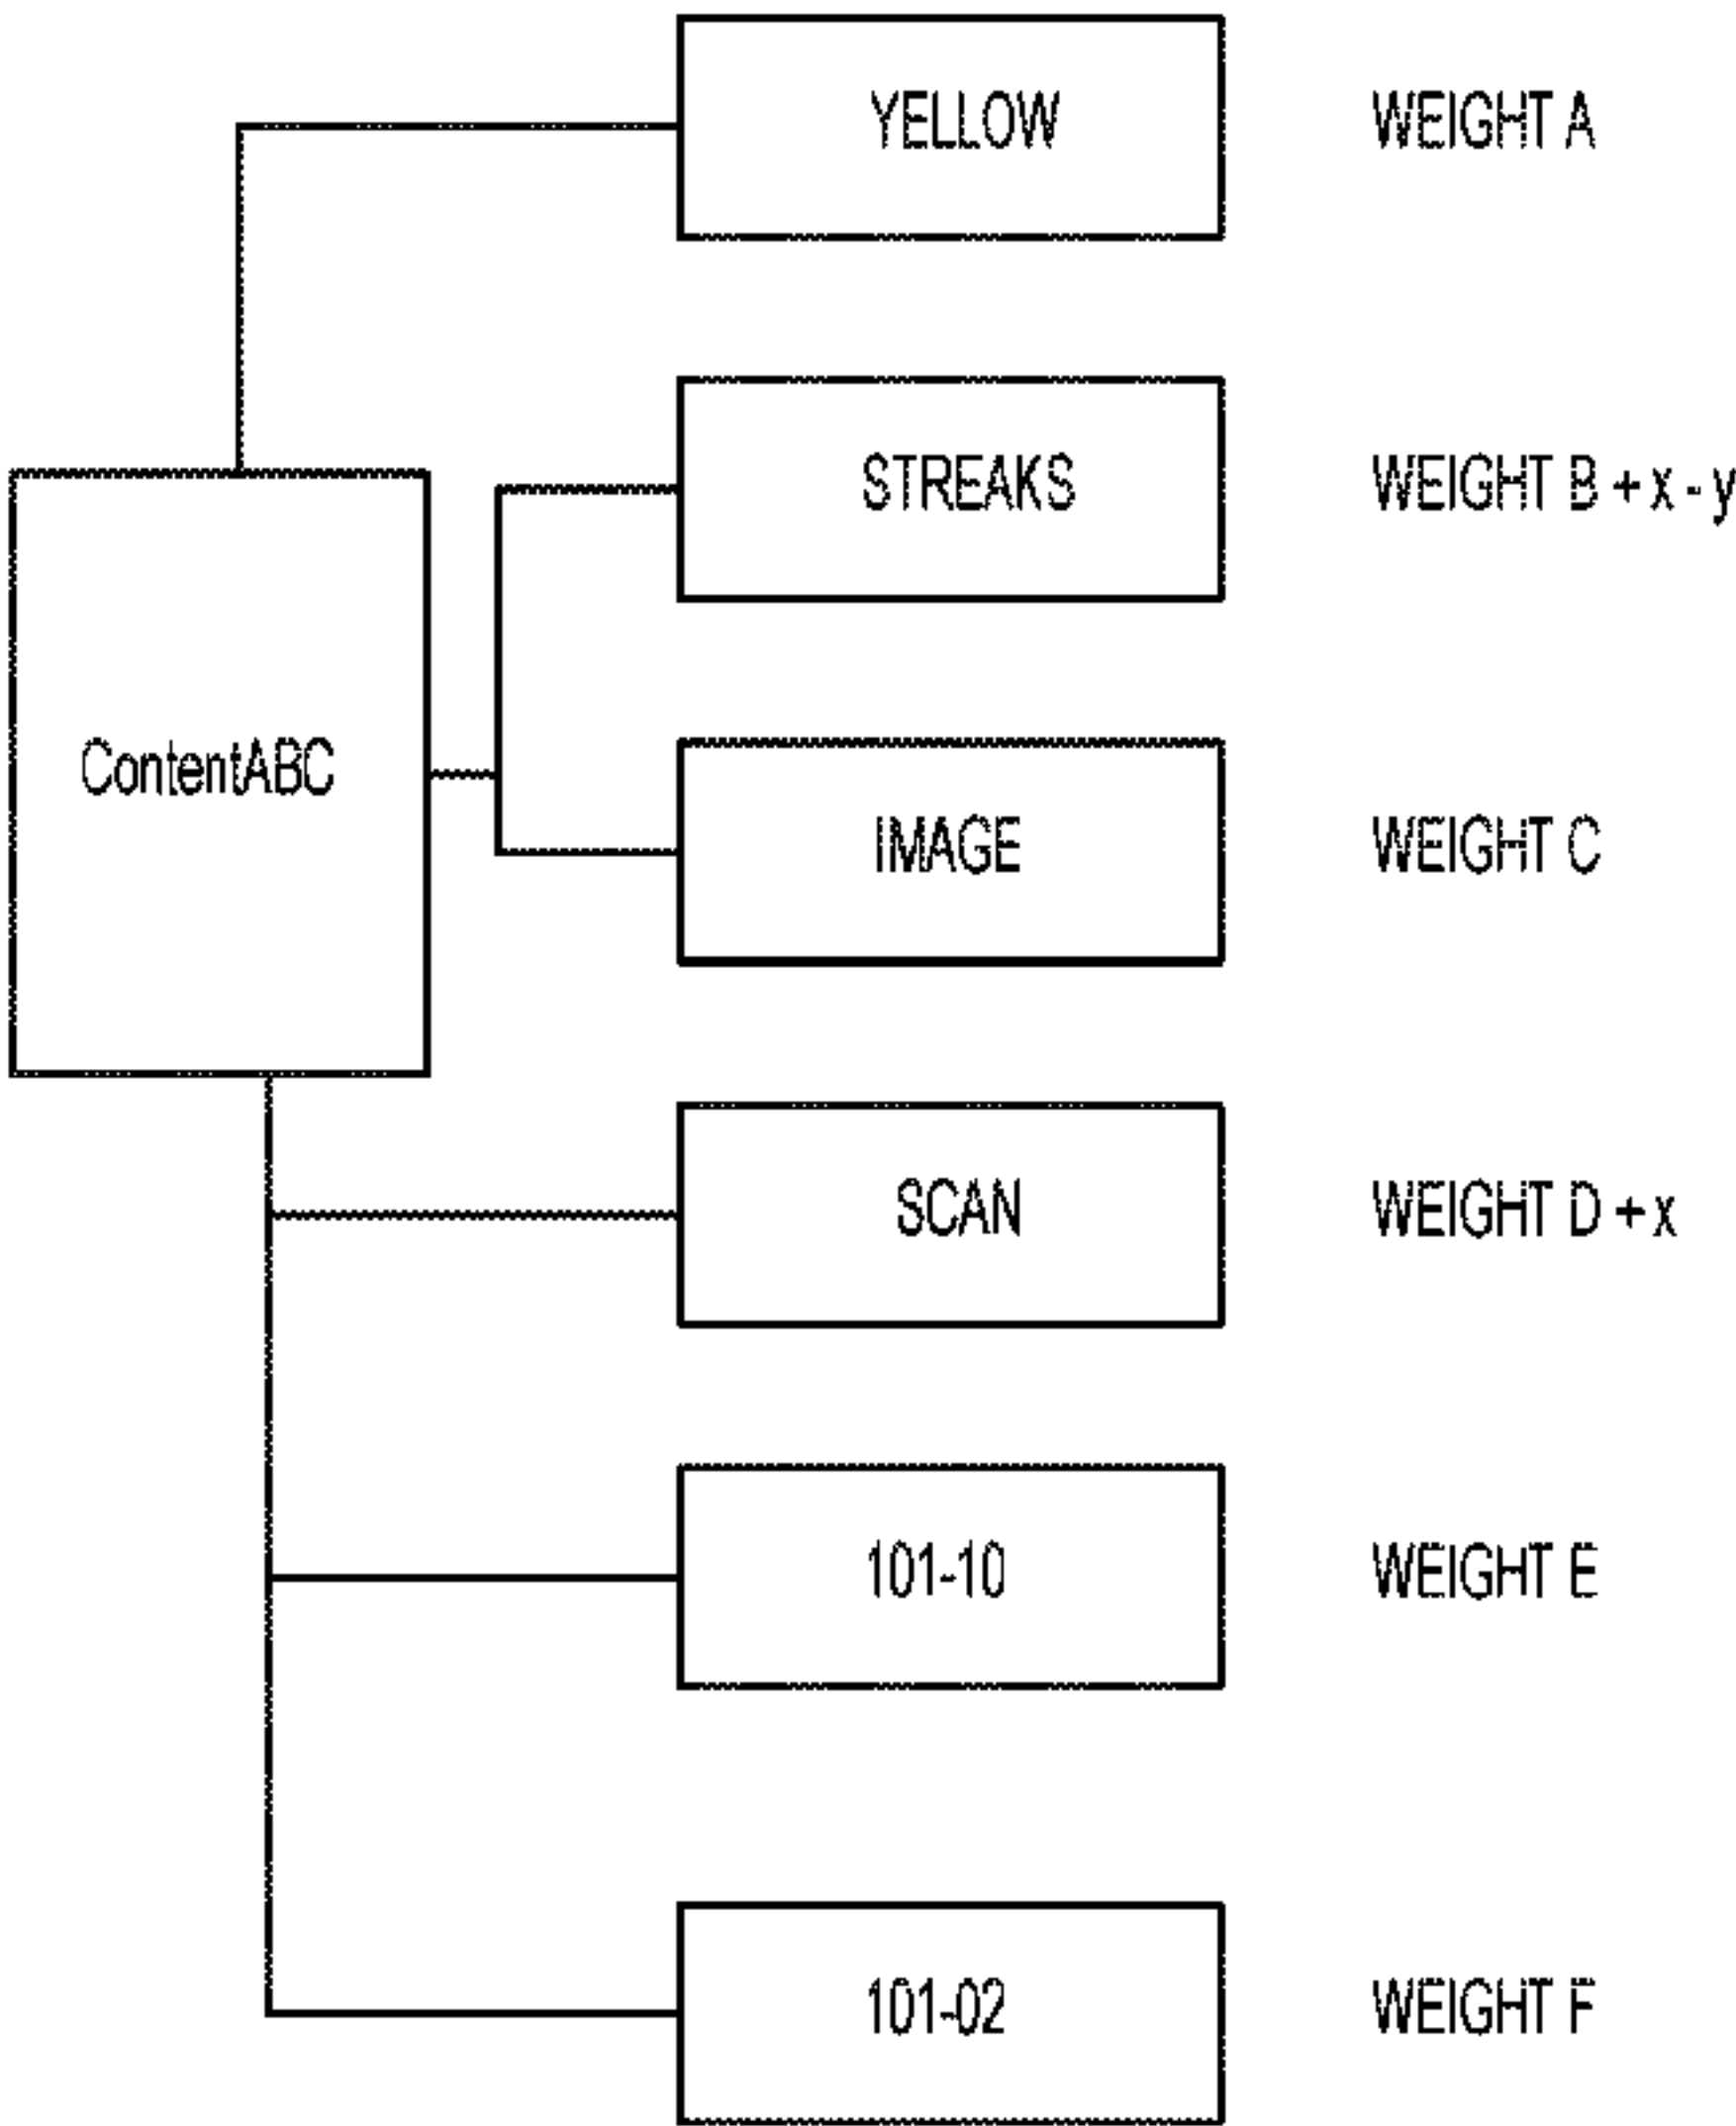 YELLOW WEIGHT A
STREAKS WEIGHT B + x - y
ContentABC
IMAGE WEIGHT C
SCAN WEIGHT D + x
101-10 WEIGHT E
101-02 WEIGHT F